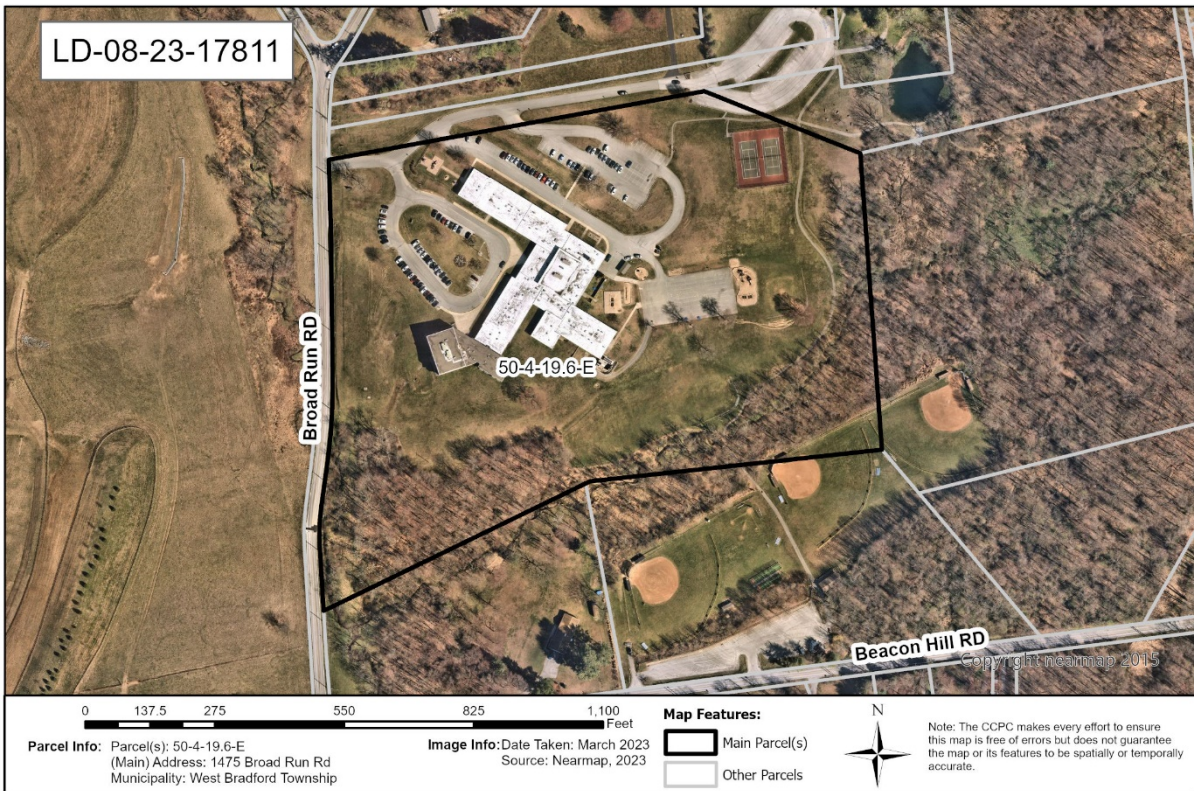 LD-08-23-17811
Broad Run RD
50-4-19.6-E
Beacon Hill RD
Copyright nearmap 2015
0 137.5 275 550 825 1,100
Feet
Parcel Info: Parcel(s): 50-4-19.6-E
(Main) Address: 1475 Broad Run Rd
Municipality: West Bradford Township
Image Info: Date Taken: March 2023
Source: Nearmap, 2023
Map Features:
Main Parcel(s)
Other Parcels
N
Note: The CCPC makes every effort to ensure
this map is free of errors but does not guarantee
the map or its features to be spatially or temporally
accurate.